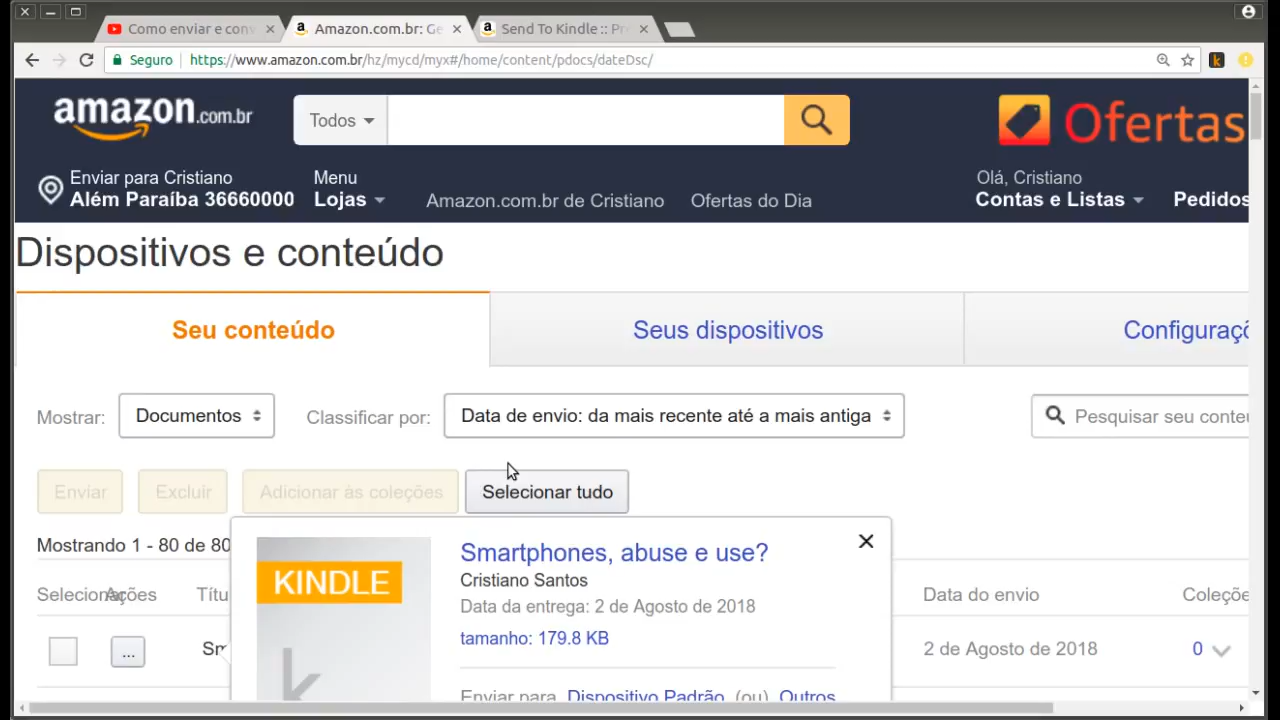 Como enviar e con
Amazon.com.br: Ge
Send To Kindle :: Pr
Seguro
https://www.amazon.com.br/hz/mycd/myx#/home/content/pdocs/dateDsc/
k
amazon.com.br
Todos
Ofertas
Enviar para Cristiano
Além Paraíba 36660000
Menu
Lojas
Amazon.com.br de Cristiano
Ofertas do Dia
Olá, Cristiano
Contas e Listas
Pedidos
Dispositivos e conteúdo
Seu conteúdo
Seus dispositivos
Configuraçõ
Mostrar:
Documentos
Classificar por:
Data de envio: da mais recente até a mais antiga
Pesquisar seu conteú
Enviar
Excluir
Adicionar às coleções
Selecionar tudo
Mostrando 1 - 80 de 80
KINDLE
Smartphones, abuse e use?
Cristiano Santos
Data da entrega: 2 de Agosto de 2018
tamanho: 179.8 KB
Selecionar
Ações
Títu
Data do envio
Coleçõe
...
Sm
2 de Agosto de 2018
0
Enviar para Dispositivo Padrão (ou) Outros